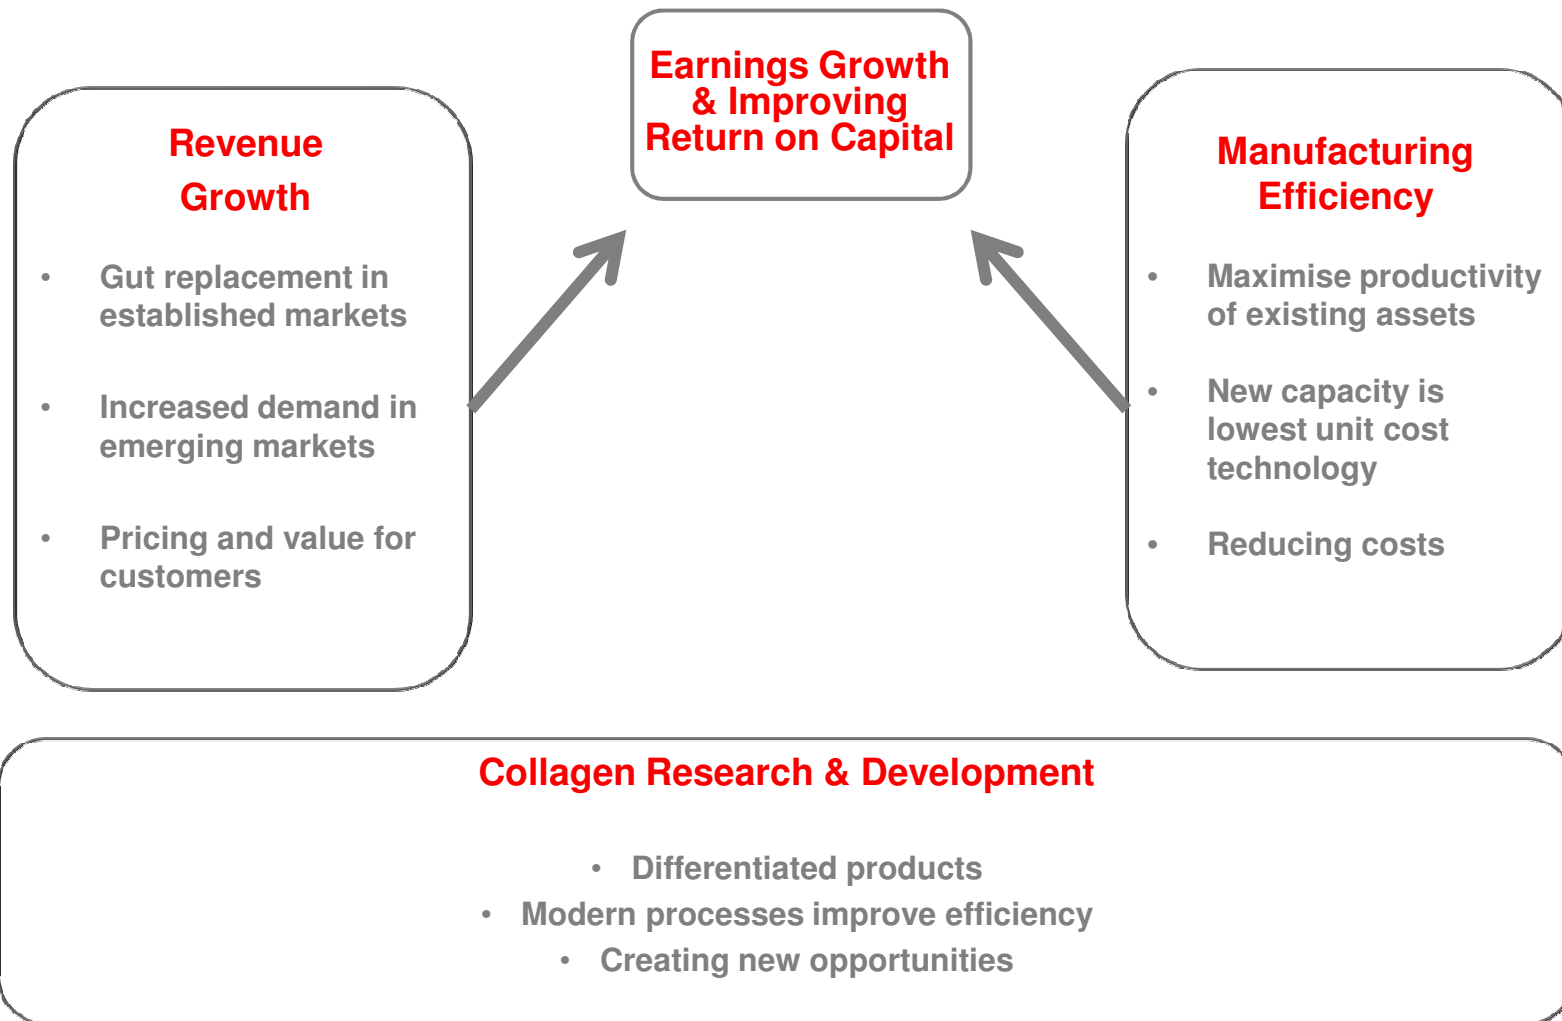 Earnings Growth
& Improving
Return on Capital
Revenue
Growth
• Gut replacement in
established markets
• Increased demand in
emerging markets
• Pricing and value for
customers
Manufacturing
Efficiency
• Maximise productivity
of existing assets
• New capacity is
lowest unit cost
technology
• Reducing costs
Collagen Research & Development
• Differentiated products
• Modern processes improve efficiency
• Creating new opportunities